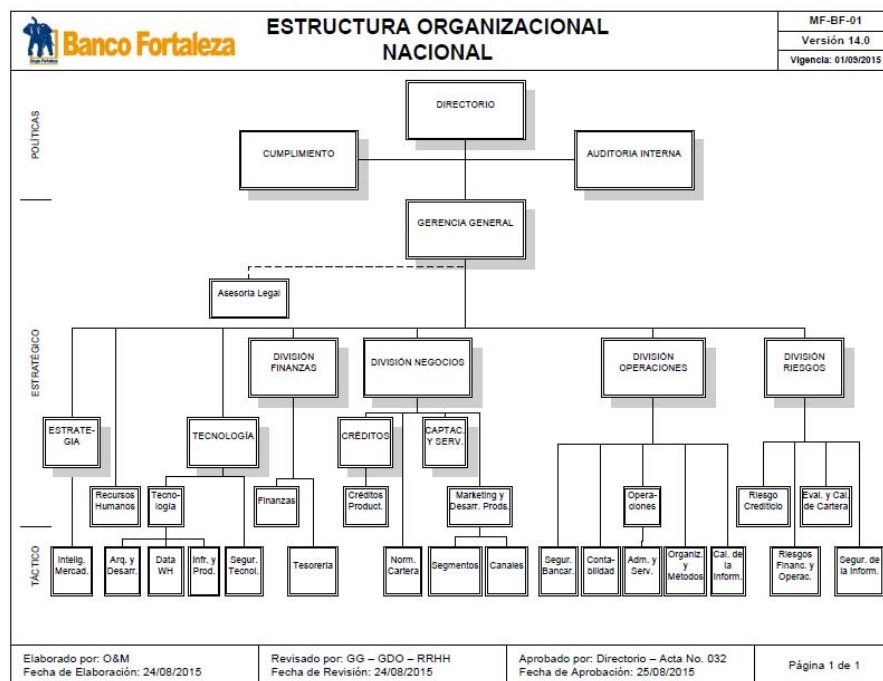 Banco Fortaleza
Grupo Fortaleza
ESTRUCTURA ORGANIZACIONAL
NACIONAL
MF-BF-01
Versión 14.0
Vigencia: 01/09/2015
POLÍTICAS
DIRECTORIO
CUMPLIMIENTO
AUDITORIA INTERNA
GERENCIA GENERAL
ESTRATÉGICO
Asesoría Legal
DIVISIÓN
FINANZAS
DIVISIÓN NEGOCIOS
DIVISIÓN
OPERACIONES
DIVISIÓN
RIESGOS
ESTRATE-
GIA
TECNOLOGÍA
CRÉDITOS
CAPTAC.
Y SERV.
Recursos
Humanos
Tecno-
logía
Finanzas
Créditos
Product.
Marketing y
Desarr. Prods.
Opera-
ciones
Riesgo
Crediticio
Eval. y Cal.
de Cartera
TÁCTICO
Intelig.
Mercad.
Arq. y
Desarr.
Data
WH
Infr. y
Prod.
Segur.
Tecnol.
Tesorería
Norm.
Cartera
Segmentos
Canales
Segur.
Bancar.
Conta-
bilidad
Adm. y
Serv.
Organiz.
y
Métodos
Cal. de
la
Inform.
Riesgos
Financ. y
Operac.
Segur. de
la Inform.
Elaborado por: O&M
Fecha de Elaboración: 24/08/2015
Revisado por: GG – GDO – RRHH
Fecha de Revisión: 24/08/2015
Aprobado por: Directorio – Acta No. 032
Fecha de Aprobación: 25/08/2015
Página 1 de 1